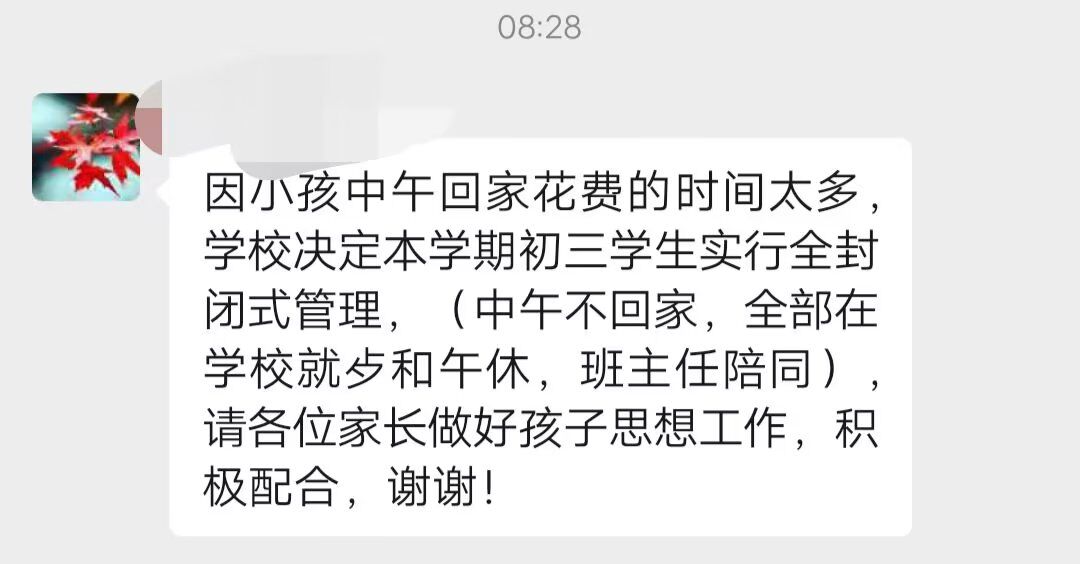 08:28
因小孩中午回家花费的时间太多,
学校决定本学期初三学生实行全封
闭式管理,（中午不回家,全部在
学校就歺和午休,班主任陪同）,
请各位家长做好孩子思想工作,积
极配合,谢谢!